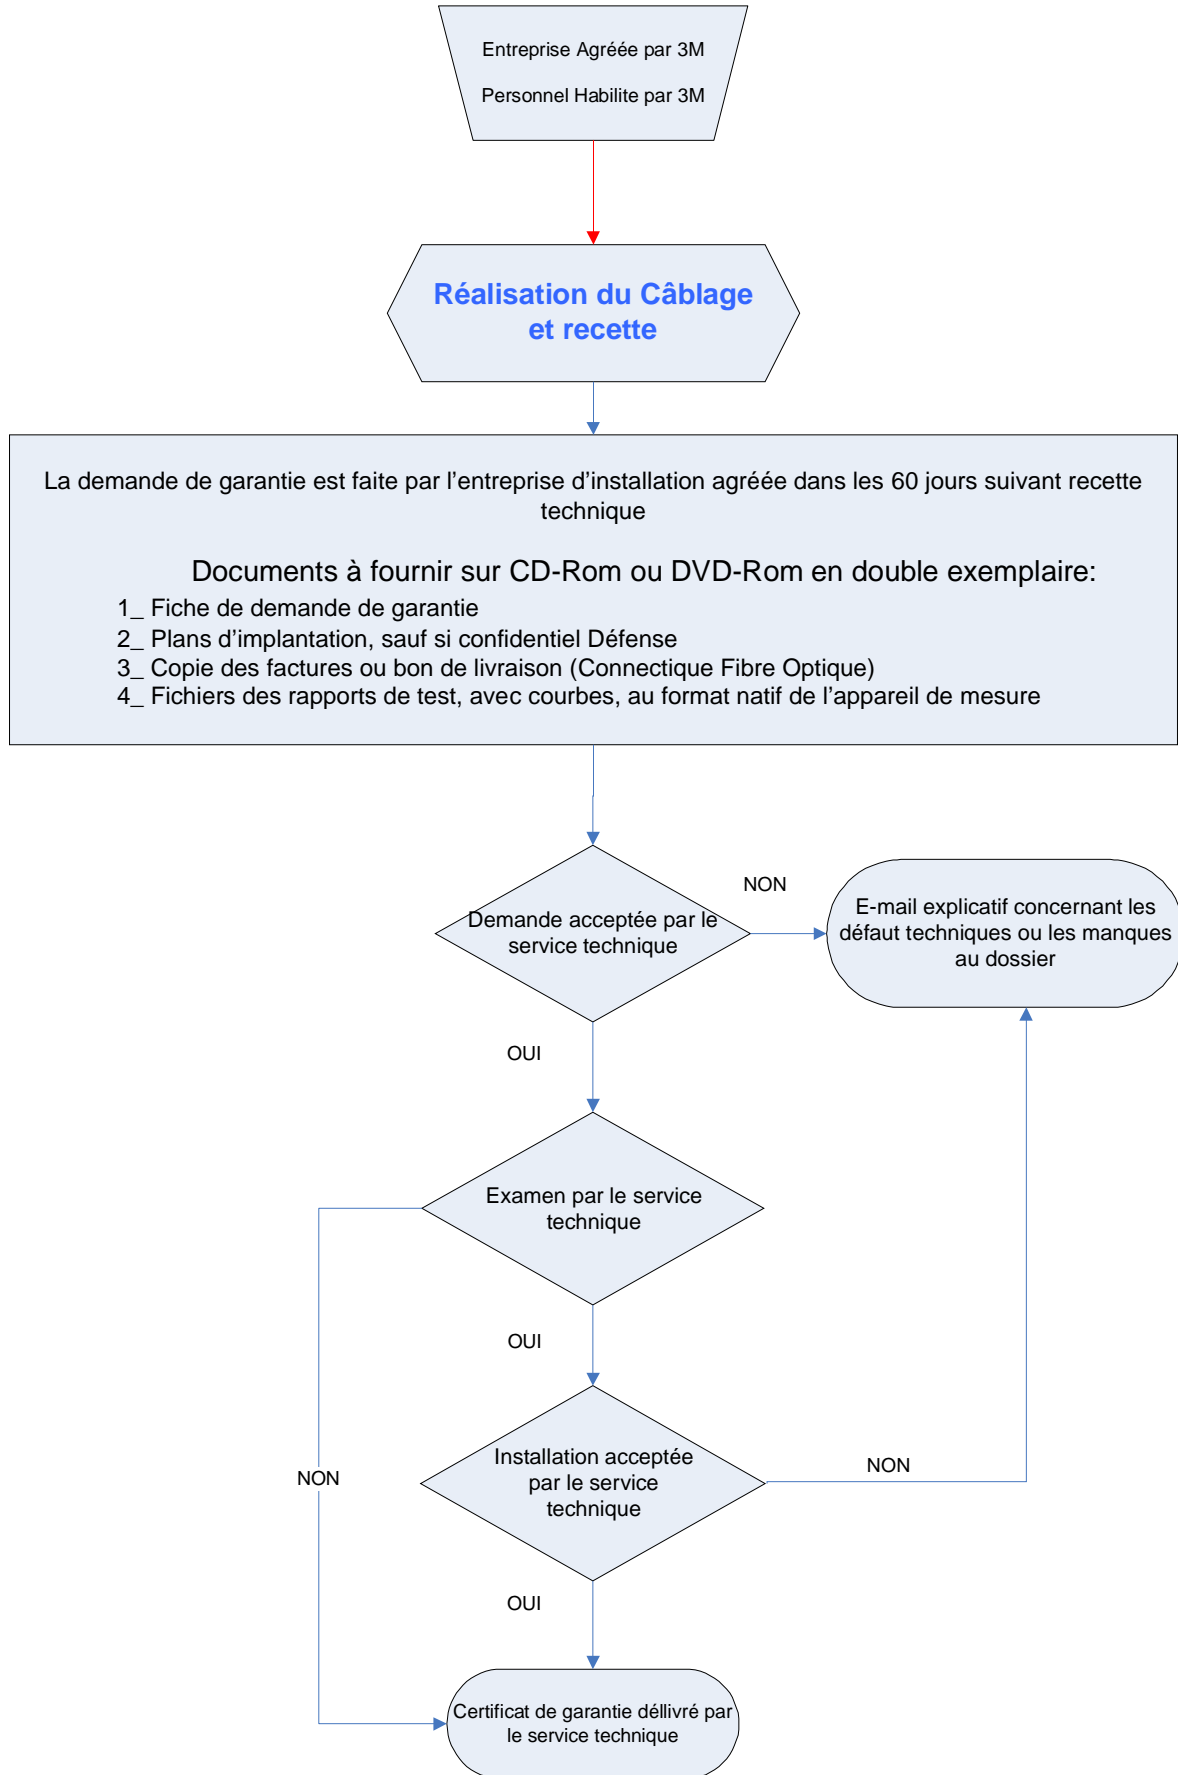 Entreprise Agréée par 3M
Personnel Habilite par 3M
Réalisation du Câblage
et recette
La demande de garantie est faite par l’entreprise d’installation agréée dans les 60 jours suivant recette
technique
Documents à fournir sur CD-Rom ou DVD-Rom en double exemplaire:
1_ Fiche de demande de garantie
2_ Plans d’implantation, sauf si confidentiel Défense
3_ Copie des factures ou bon de livraison (Connectique Fibre Optique)
4_ Fichiers des rapports de test, avec courbes, au format natif de l’appareil de mesure
Demande acceptée par le
service technique
NON
E-mail explicatif concernant les
défaut techniques ou les manques
au dossier
OUI
Examen par le service
technique
OUI
NON
Installation acceptée
par le service
technique
NON
OUI
Certificat de garantie déllivré par
le service technique